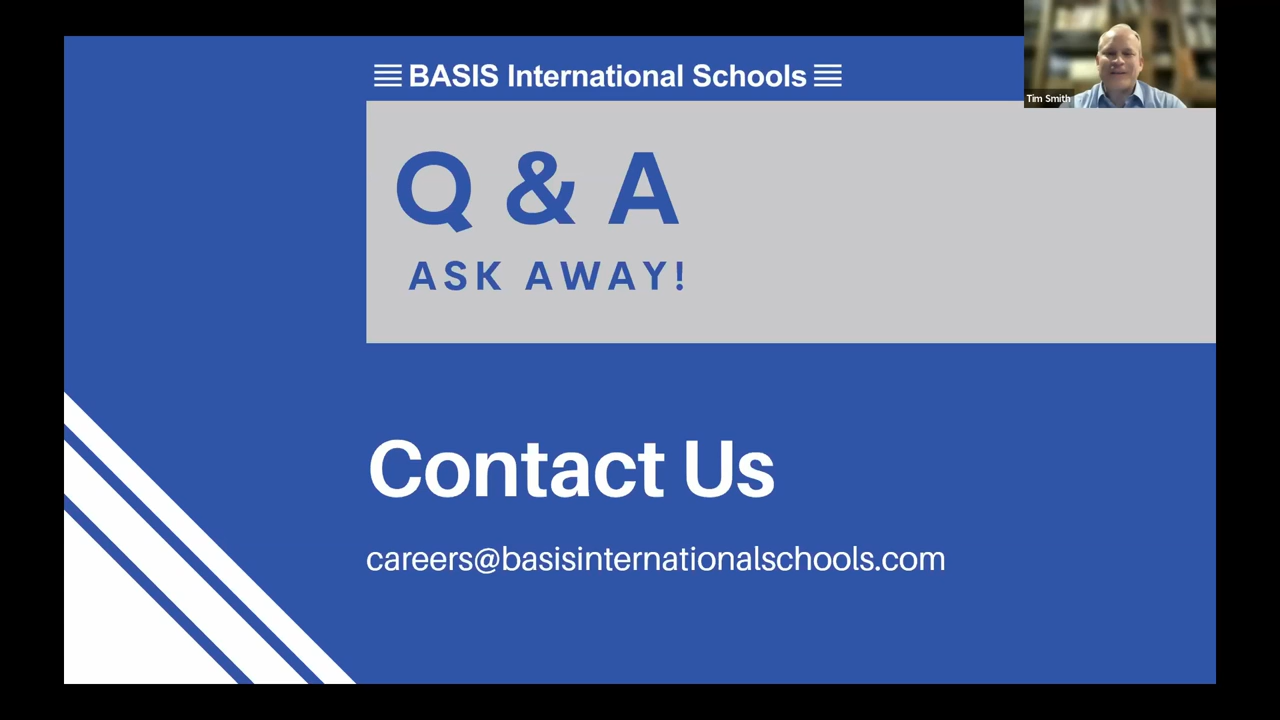 BASIS International Schools
Tim Smith
Q & A
ASK AWAY!
Contact Us
careers@basisinternationalschools.com